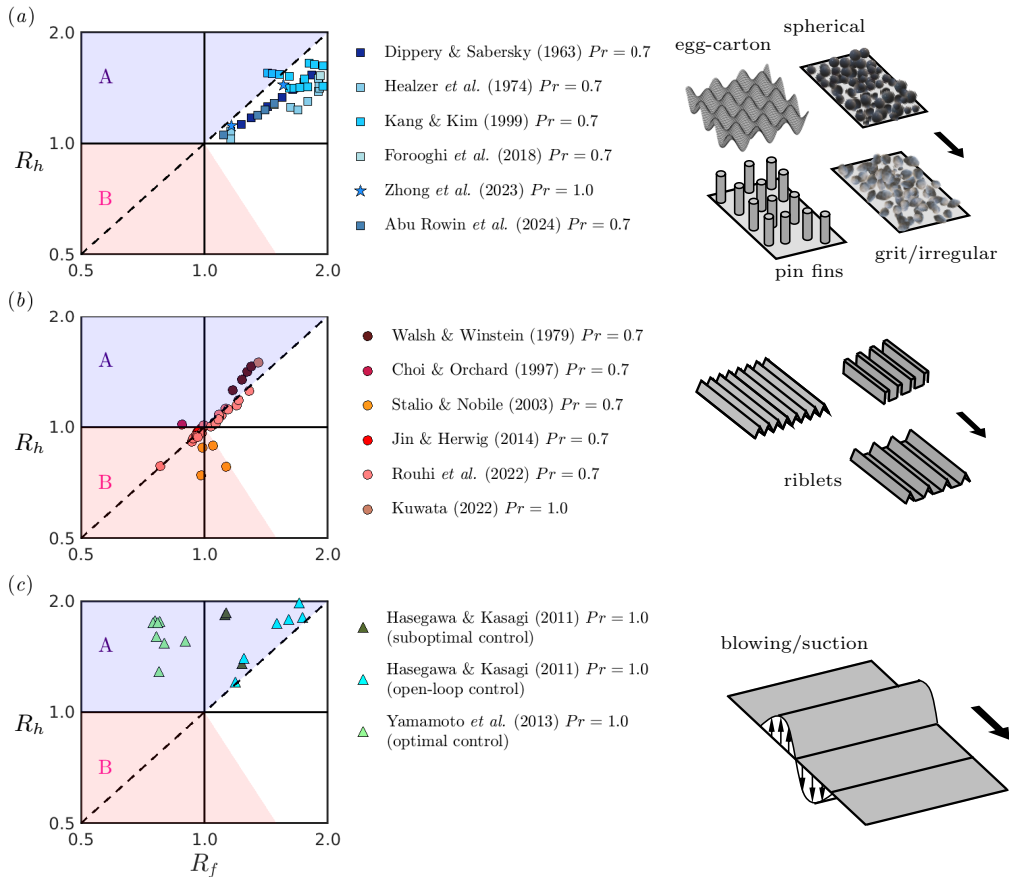 (a)
2.0
A
R_h
1.0
B
0.5
0.5
1.0
2.0
Dippery & Sabersky (1963) Pr = 0.7
Healzer et al. (1974) Pr = 0.7
Kang & Kim (1999) Pr = 0.7
Forooghi et al. (2018) Pr = 0.7
Zhong et al. (2023) Pr = 1.0
Abu Rowin et al. (2024) Pr = 0.7
egg-carton
spherical
pin fins
grit/irregular
(b)
2.0
A
R_h
1.0
B
0.5
0.5
1.0
2.0
Walsh & Winstein (1979) Pr = 0.7
Choi & Orchard (1997) Pr = 0.7
Stalio & Nobile (2003) Pr = 0.7
Jin & Herwig (2014) Pr = 0.7
Rouhi et al. (2022) Pr = 0.7
Kuwata (2022) Pr = 1.0
riblets
(c)
2.0
A
R_h
1.0
B
0.5
0.5
1.0
2.0
R_f
Hasegawa & Kasagi (2011) Pr = 1.0
(suboptimal control)
Hasegawa & Kasagi (2011) Pr = 1.0
(open-loop control)
Yamamoto et al. (2013) Pr = 1.0
(optimal control)
blowing/suction